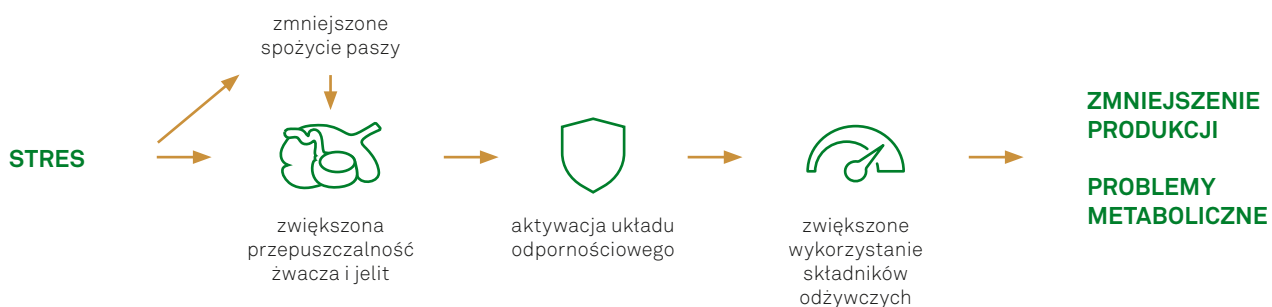 zmniejszone
spożycie paszy
STRES
zwiększona
przepuszczalność
żwacza i jelit
aktywacja układu
odpornościowego
zwiększone
wykorzystanie
składników
odżywczych
ZMNIEJSZENIE
PRODUKCJI
PROBLEMY
METABOLICZNE